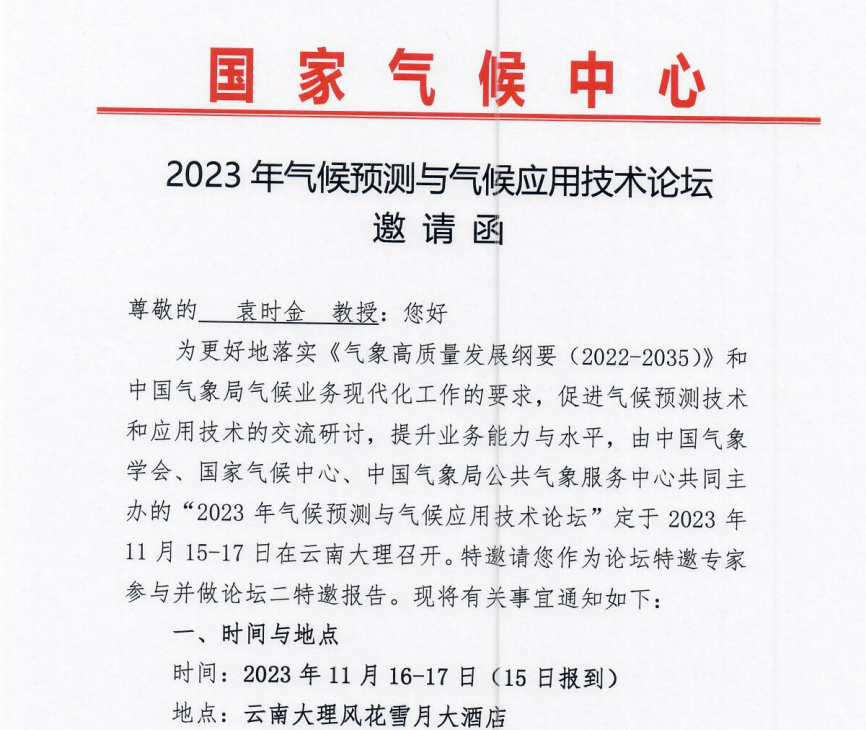 国家气候中心
2023 年气候预测与气候应用技术论坛
邀请函
尊敬的 袁时金 教授：您好
为更好地落实《气象高质量发展纲要（2022-2035）》和
中国气象局气候业务现代化工作的要求，促进气候预测技术
和应用技术的交流研讨，提升业务能力与水平，由中国气象
学会、国家气候中心、中国气象局公共气象服务中心共同主
办的“2023 年气候预测与气候应用技术论坛”定于 2023 年
11 月 15-17 日在云南大理召开。特邀请您作为论坛特邀专家
参与并做论坛二特邀报告。现将有关事宜通知如下：
一、时间与地点
时间：2023 年 11 月 16-17 日（15 日报到）
地点：云南大理风花雪月大酒店